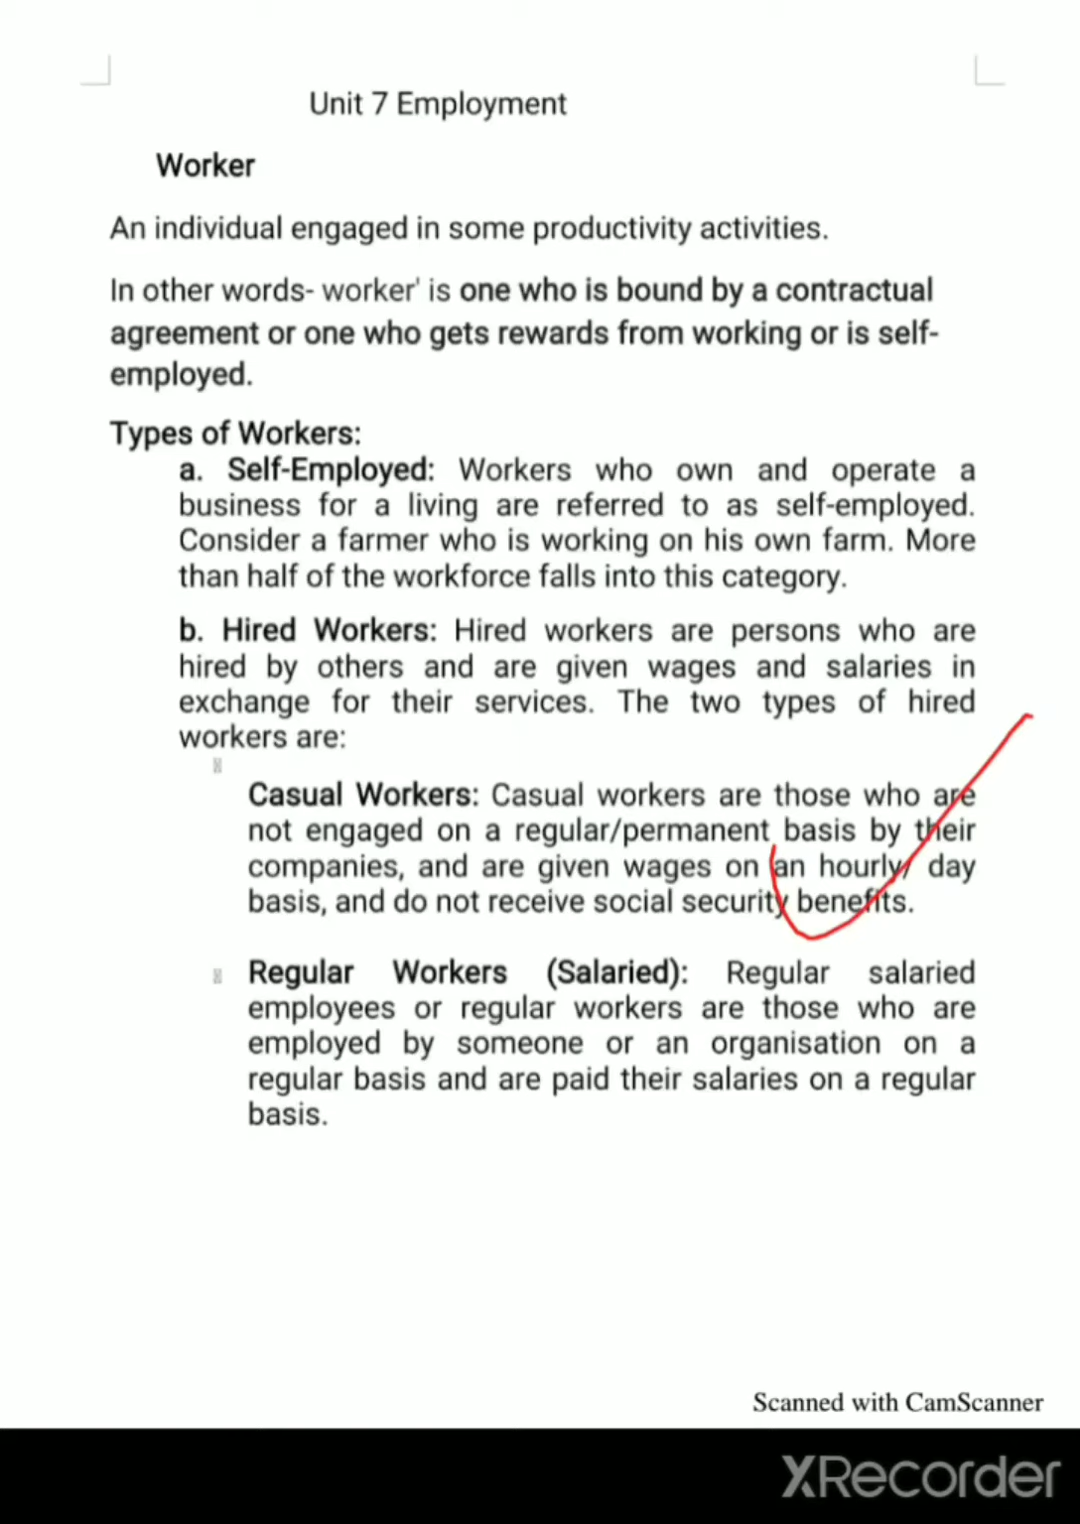 Unit 7 Employment
Worker
An individual engaged in some productivity activities.
In other words- worker' is one who is bound by a contractual
agreement or one who gets rewards from working or is self-
employed.
Types of Workers:
a. Self-Employed: Workers who own and operate a
business for a living are referred to as self-employed.
Consider a farmer who is working on his own farm. More
than half of the workforce falls into this category.
b. Hired Workers: Hired workers are persons who are
hired by others and are given wages and salaries in
exchange for their services. The two types of hired
workers are:
Casual Workers: Casual workers are those who are
not engaged on a regular/permanent basis by their
companies, and are given wages on an hourly/ day
basis, and do not receive social security benefits.
Regular Workers (Salaried): Regular salaried
employees or regular workers are those who are
employed by someone or an organisation on a
regular basis and are paid their salaries on a regular
basis.
Scanned with CamScanner
XRecorder